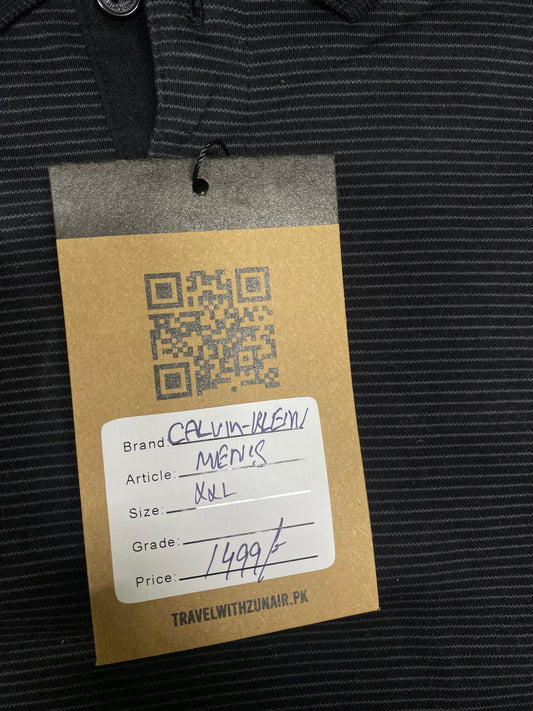 Brand: CALVIN-KLEIN
Article: MEN'S
Size: XXL
Grade:
Price: 1499/-
TRAVELWITHZUNAIR.PK